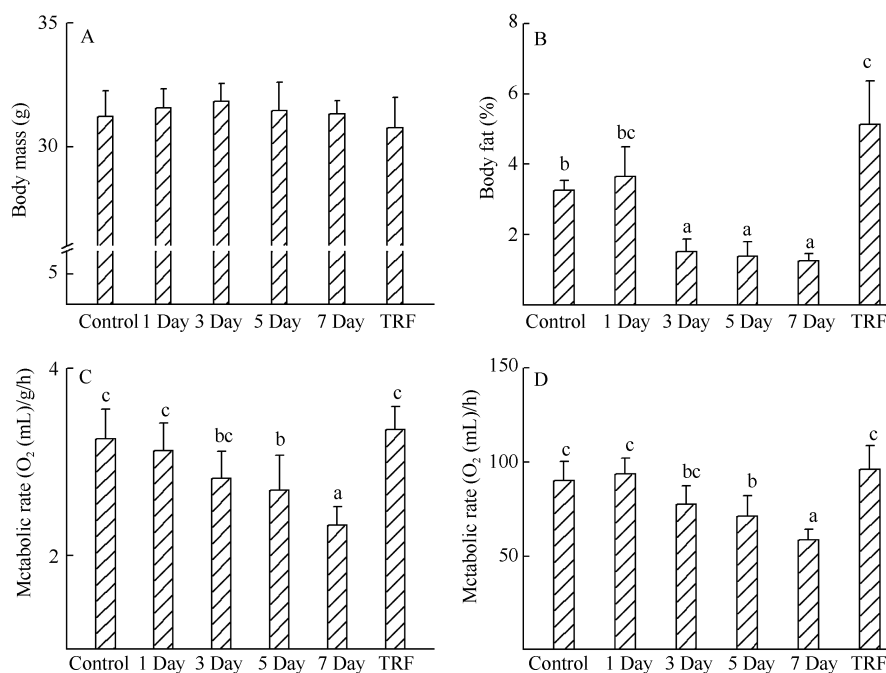 35
A
30
5
Body mass (g)
Control 1 Day 3 Day 5 Day 7 Day TRF
8
B
6
4
2
Body fat (%)
b
bc
a
a
a
c
Control 1 Day 3 Day 5 Day 7 Day TRF
4
C
2
Mctabolic rate (O₂ (mL)/g/h)
c
c
bc
b
a
c
Control 1 Day 3 Day 5 Day 7 Day TRF
150
D
100
50
Mctabolic rate (O₂ (mL)/h)
c
c
bc
b
a
c
Control 1 Day 3 Day 5 Day 7 Day TRF